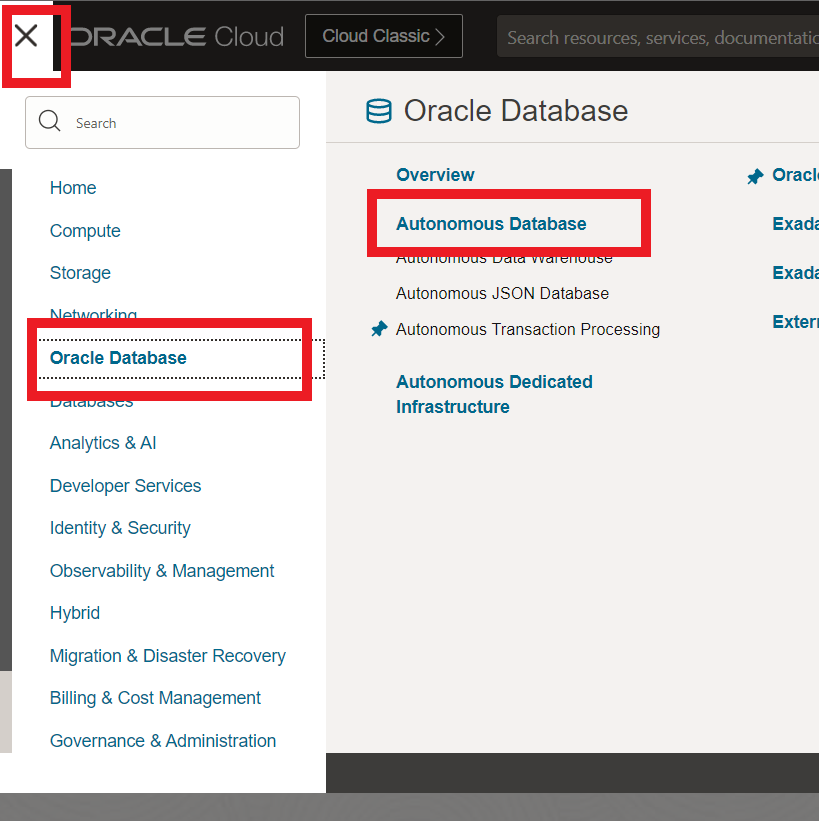 ORACLE Cloud
Cloud Classic
Search resources, services, documentatio
Search
Home
Compute
Storage
Networking
Oracle Database
Databases
Analytics & AI
Developer Services
Identity & Security
Observability & Management
Hybrid
Migration & Disaster Recovery
Billing & Cost Management
Governance & Administration
Oracle Database
Overview
Autonomous Database
Autonomous Data Warehouse
Autonomous JSON Database
Autonomous Transaction Processing
Autonomous Dedicated
Infrastructure
Oracle
Exada
Exada
Extern